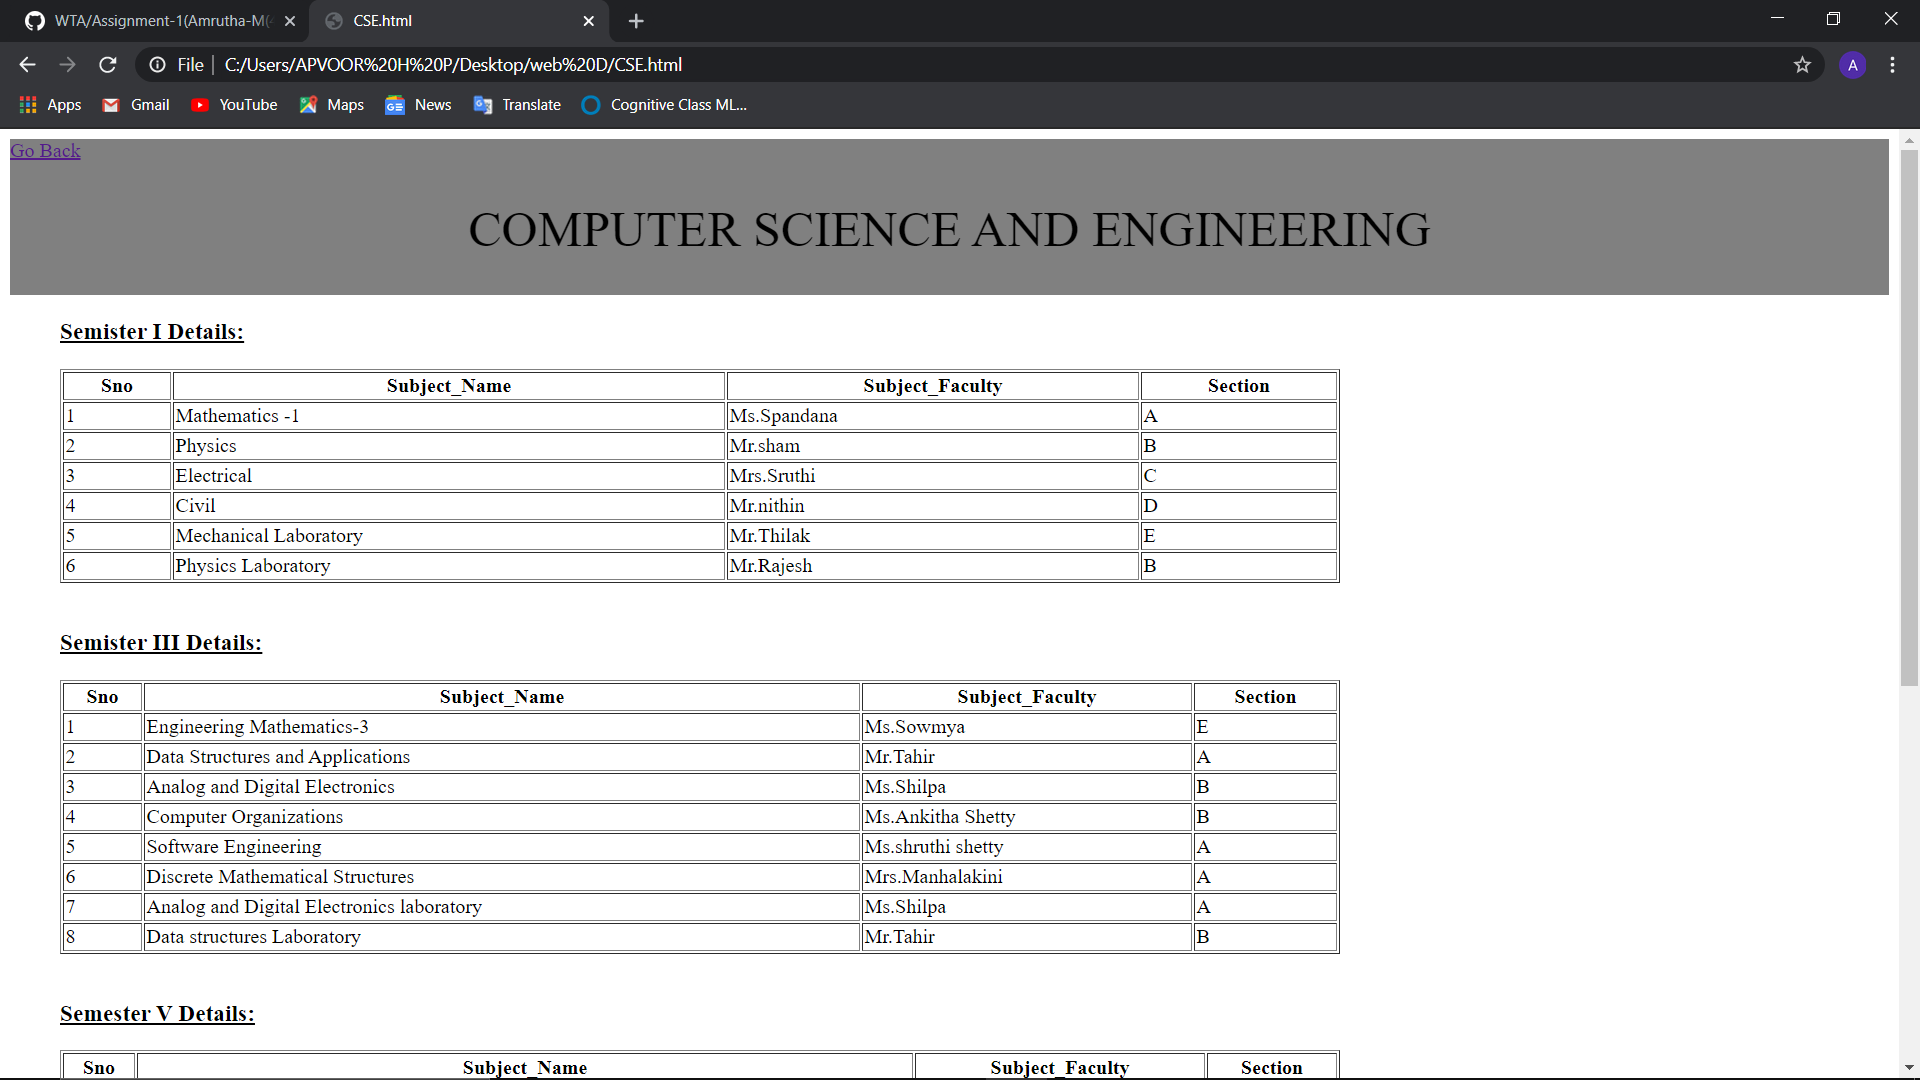 WTA/Assignment-1(Amrutha-M(
CSE.html
File
C:/Users/APVOOR%20H%20P/Desktop/web%20D/CSE.html
A
Apps Gmail YouTube Maps News Translate Cognitive Class ML...
Go Back
COMPUTER SCIENCE AND ENGINEERING
Semister I Details:
Sno Subject_Name Subject_Faculty Section
1 Mathematics -1 Ms.Spandana A
2 Physics Mr.sham B
3 Electrical Mrs.Sruthi C
4 Civil Mr.nithin D
5 Mechanical Laboratory Mr.Thilak E
6 Physics Laboratory Mr.Rajesh B
Semister III Details:
Sno Subject_Name Subject_Faculty Section
1 Engineering Mathematics-3 Ms.Sowmya E
2 Data Structures and Applications Mr.Tahir A
3 Analog and Digital Electronics Ms.Shilpa B
4 Computer Organizations Ms.Ankitha Shetty B
5 Software Engineering Ms.shruthi shetty A
6 Discrete Mathematical Structures Mrs.Manhalakini A
7 Analog and Digital Electronics laboratory Ms.Shilpa A
8 Data structures Laboratory Mr.Tahir B
Semester V Details:
Sno Subject_Name Subject_Faculty Section